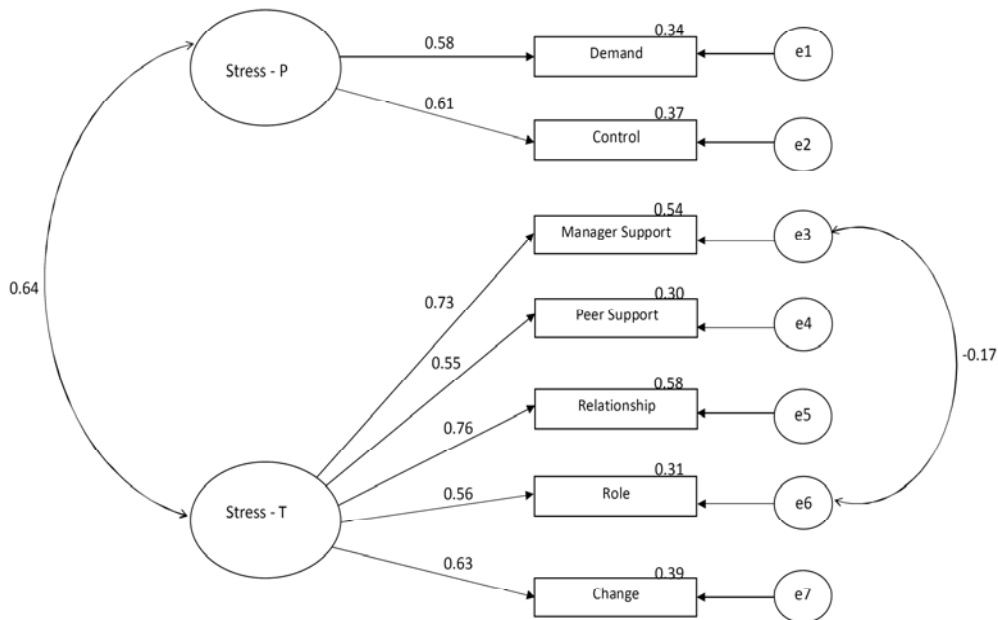 0.34
0.58
Demand
e1
Stress - P
0.61
0.37
Control
e2
0.54
Manager Support
e3
0.64
0.73
0.30
Peer Support
e4
-0.17
0.55
0.58
Relationship
e5
0.76
0.31
Role
e6
0.56
Stress - T
0.63
0.39
Change
e7